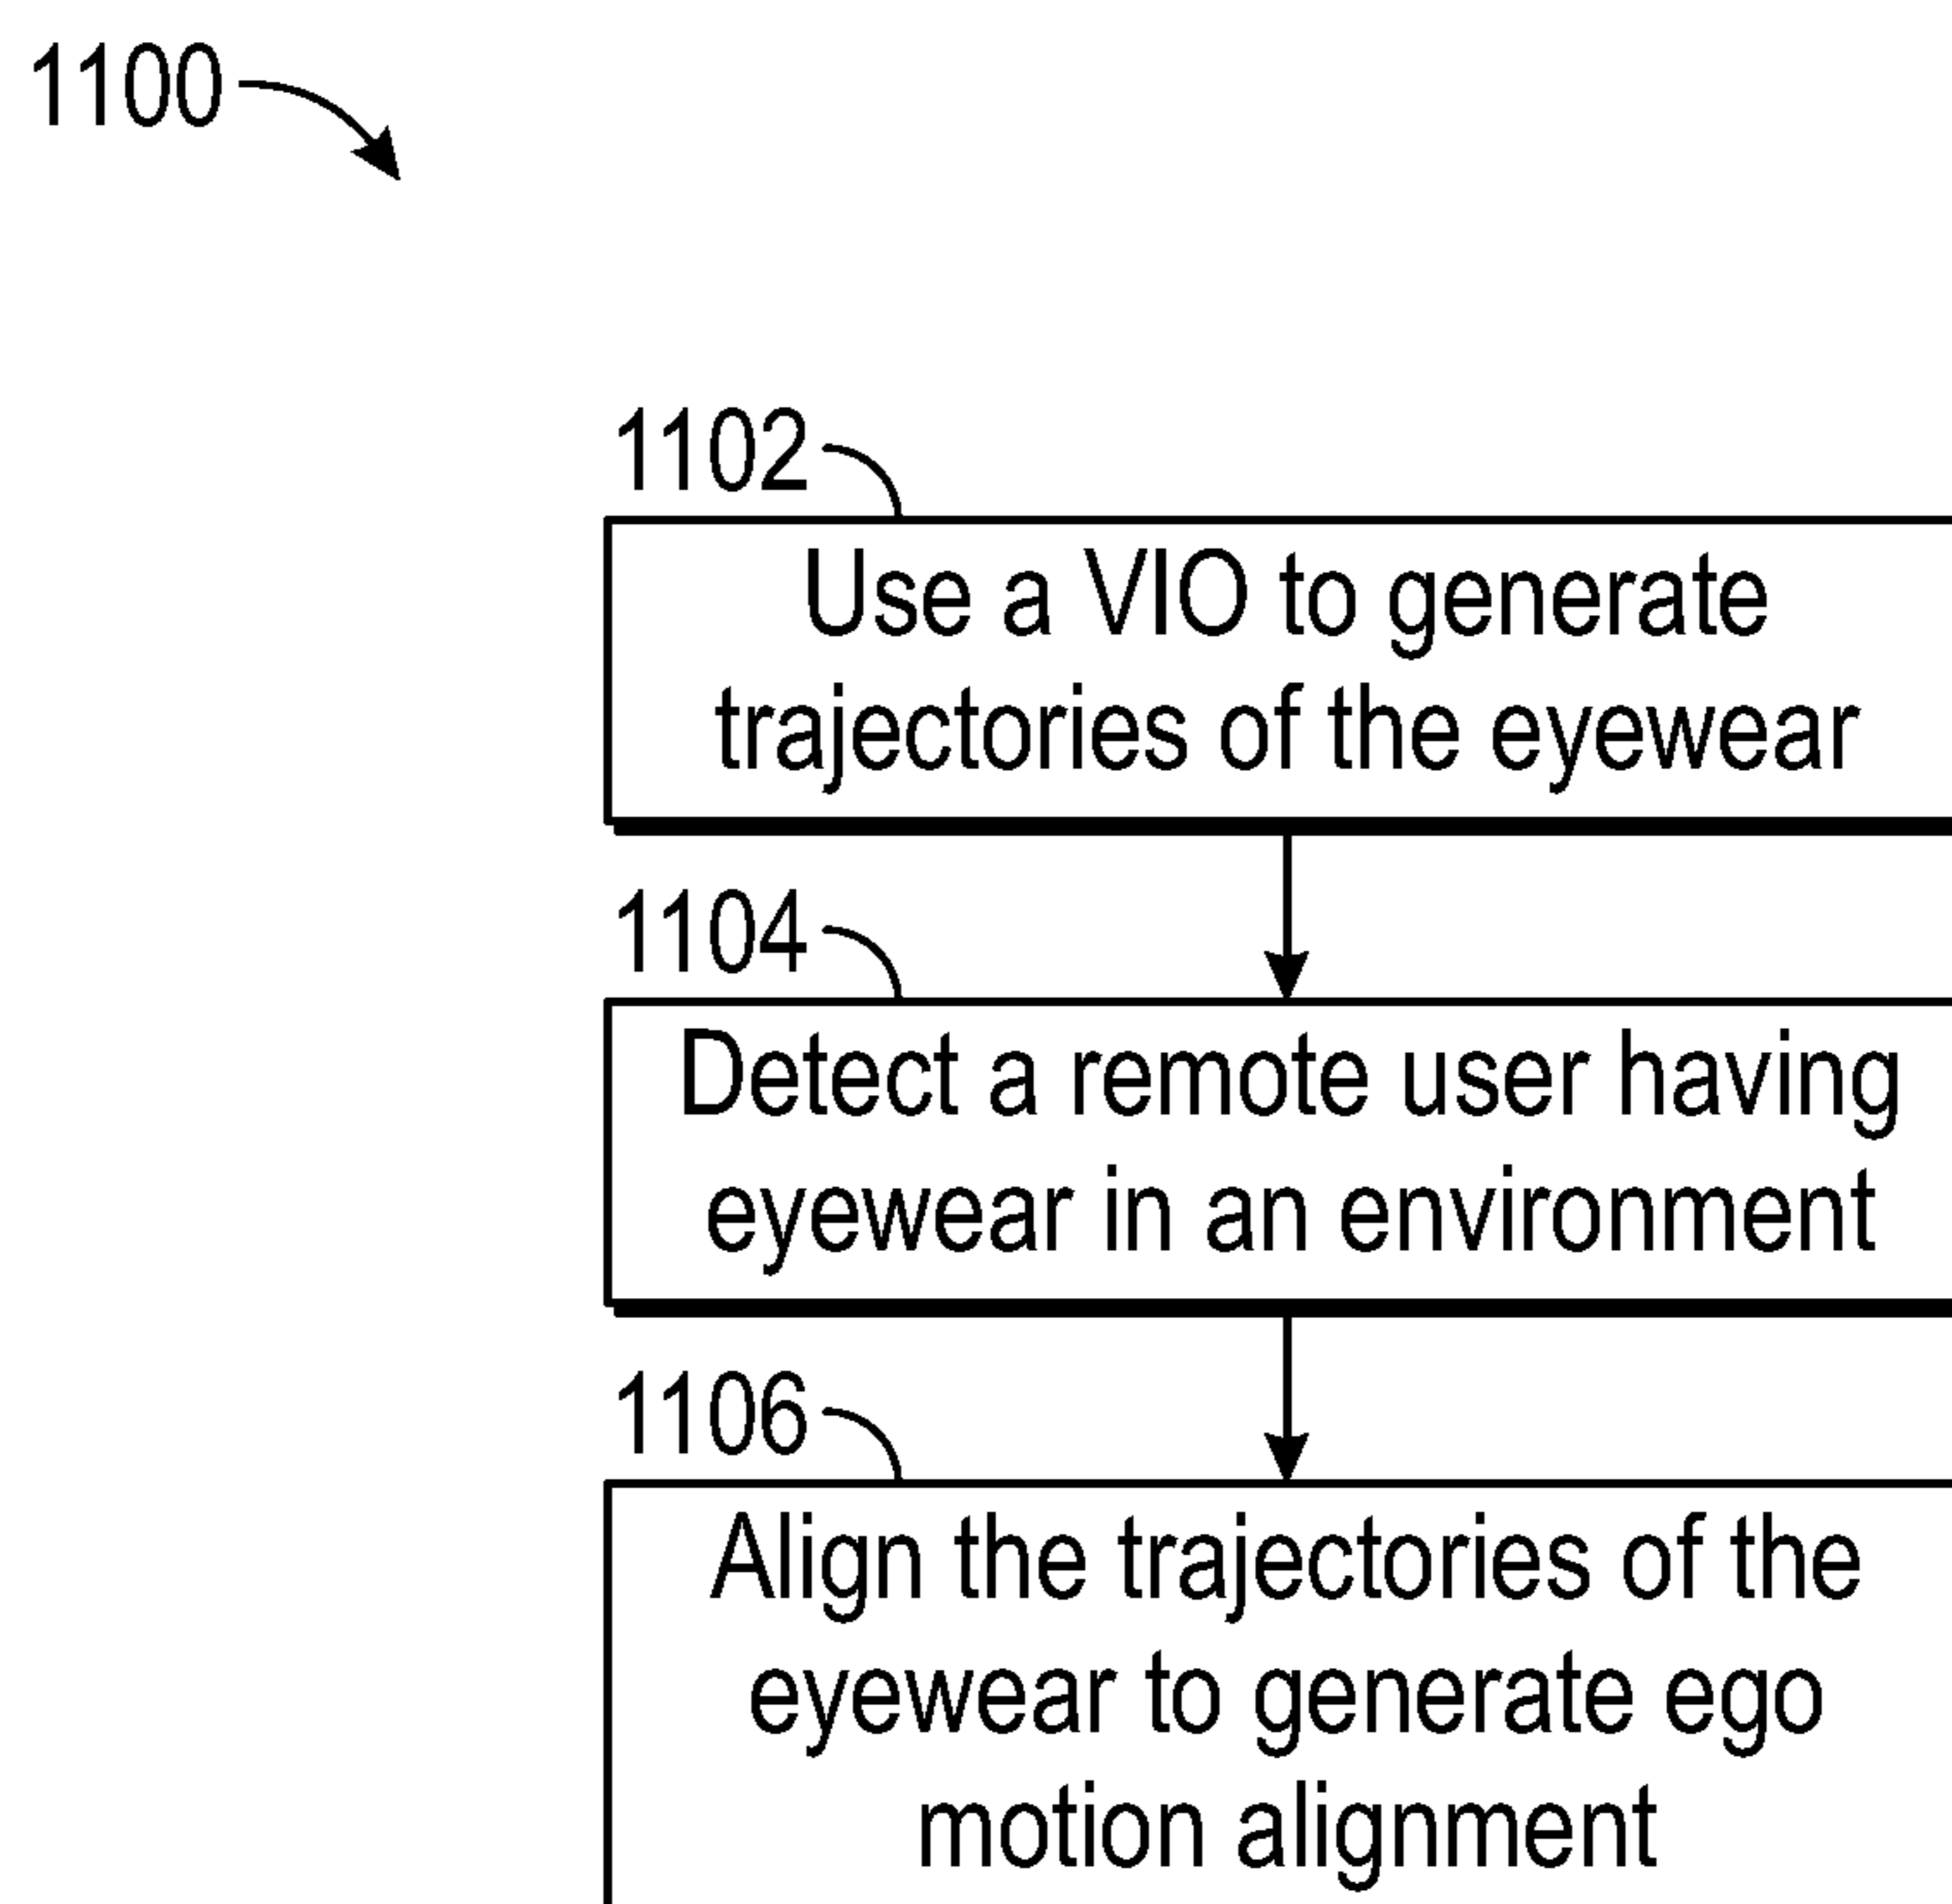 1100
1102
Use a VIO to generate
trajectories of the eyewear
1104
Detect a remote user having
eyewear in an environment
1106
Align the trajectories of the
eyewear to generate ego
motion alignment